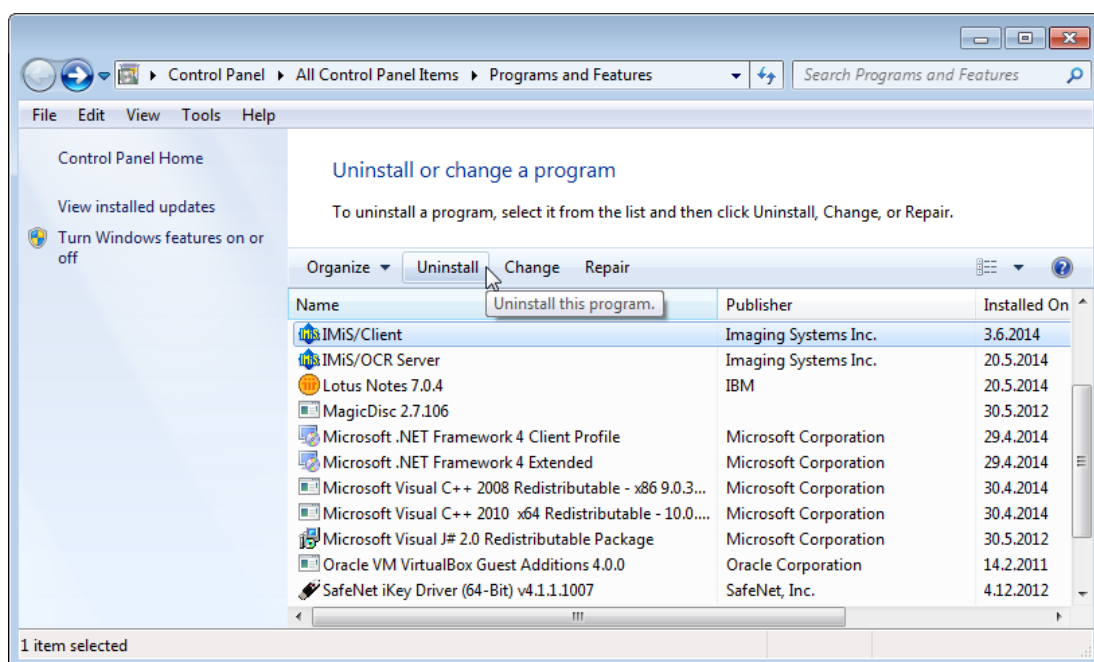 Control Panel All Control Panel Items Programs and Features Search Programs and Features
File Edit View Tools Help
Control Panel Home
View installed updates
Turn Windows features on or
off
Uninstall or change a program
To uninstall a program, select it from the list and then click Uninstall, Change, or Repair.
Organize Uninstall Change Repair
Uninstall this program.
Name Publisher Installed On
IMiS/Client Imaging Systems Inc. 3.6.2014
IMiS/OCR Server Imaging Systems Inc. 20.5.2014
Lotus Notes 7.0.4 IBM 20.5.2014
MagicDisc 2.7.106 30.5.2012
Microsoft .NET Framework 4 Client Profile Microsoft Corporation 29.4.2014
Microsoft .NET Framework 4 Extended Microsoft Corporation 29.4.2014
Microsoft Visual C++ 2008 Redistributable - x86 9.0.3... Microsoft Corporation 30.4.2014
Microsoft Visual C++ 2010 x64 Redistributable - 10.0.... Microsoft Corporation 30.4.2014
Microsoft Visual J# 2.0 Redistributable Package Microsoft Corporation 30.5.2012
Oracle VM VirtualBox Guest Additions 4.0.0 Oracle Corporation 14.2.2011
SafeNet iKey Driver (64-Bit) v4.1.1.1007 SafeNet, Inc. 4.12.2012
1 item selected